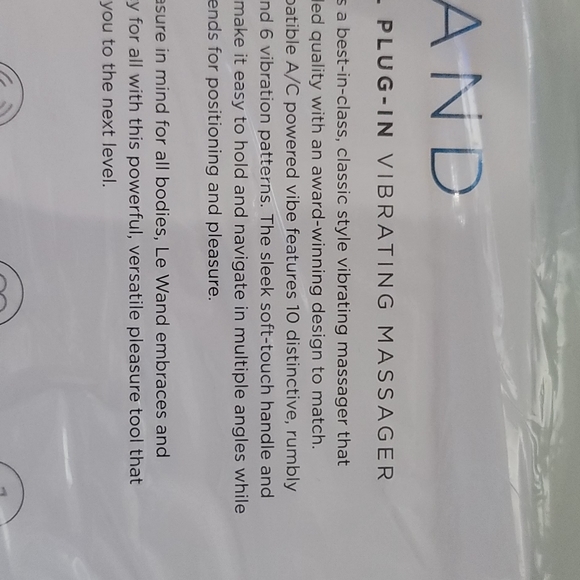 AND
PLUG-IN VIBRATING MASSAGER
s a best-in-class, classic style vibrating massager that
led quality with an award-winning design to match.
patible A/C powered vibe features 10 distinctive, rumbly
nd 6 vibration patterns. The sleek soft-touch handle and
make it easy to hold and navigate in multiple angles while
ends for positioning and pleasure.
asure in mind for all bodies, Le Wand embraces and
y for all with this powerful, versatile pleasure tool that
you to the next level.